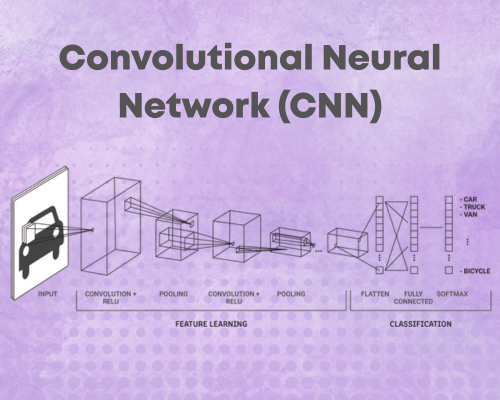 Convolutional Neural
Network (CNN)
- CAR
- TRUCK
- VAN
- BICYCLE
INPUT
CONVOLUTION +
RELU
POOLING
CONVOLUTION +
RELU
POOLING
FLATTEN
FULLY
CONNECTED
SOFTMAX
FEATURE LEARNING
CLASSIFICATION